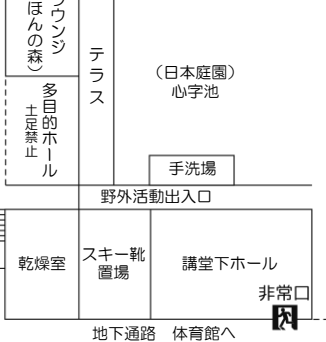 ウンジ
ほんの森）
テラス
（日本庭園）
心字池
多目的ホール
土足禁止
手洗場
野外活動出入口
乾燥室
スキー靴
置場
講堂下ホール
非常口
地下通路　体育館へ